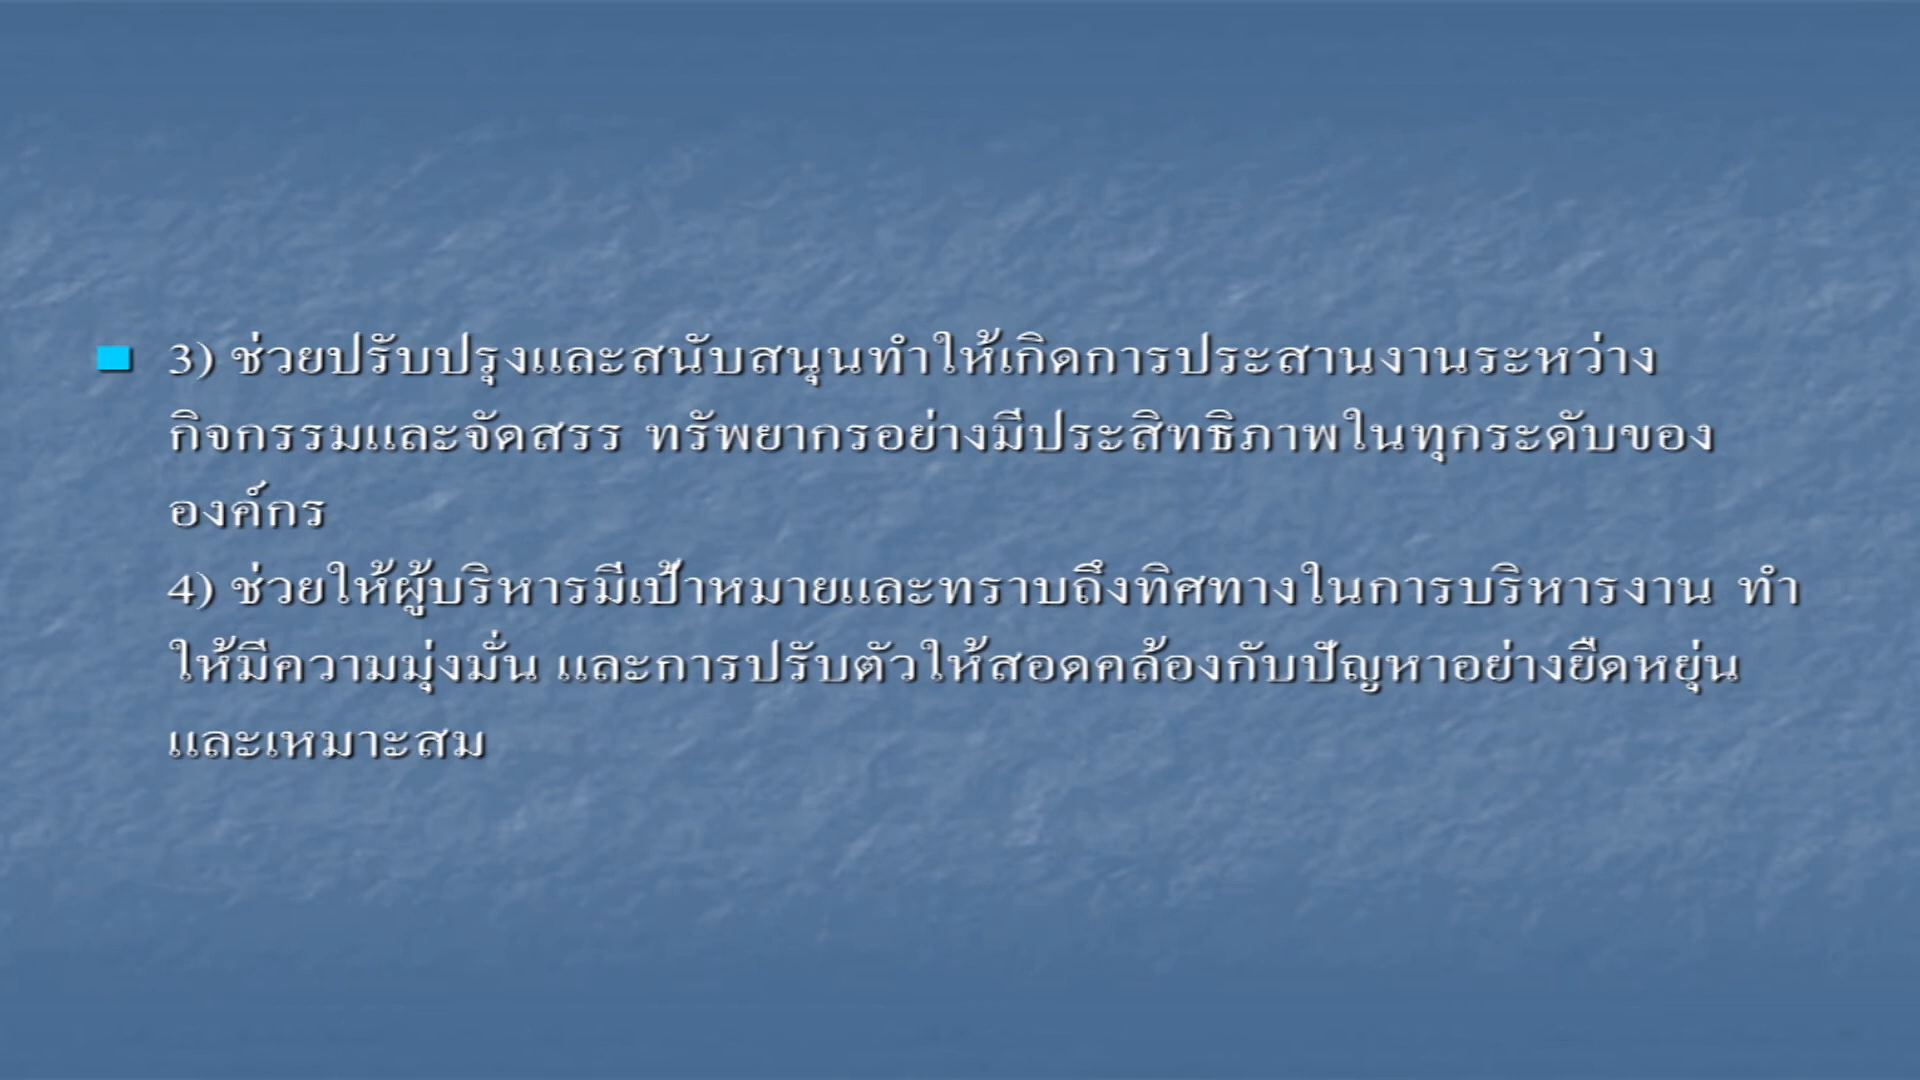 3) ช่วยปรับปรุงและสนับสนุนทำให้เกิดการประสานงานระหว่าง
กิจกรรมและจัดสรร ทรัพยากรอย่างมีประสิทธิภาพในทุกระดับของ
องค์กร
4) ช่วยให้ผู้บริหารมีเป้าหมายและทราบถึงทิศทางในการบริหารงาน ทำ
ให้มีความมุ่งมั่น และการปรับตัวให้สอดคล้องกับปัญหาอย่างยืดหยุ่น
และเหมาะสม